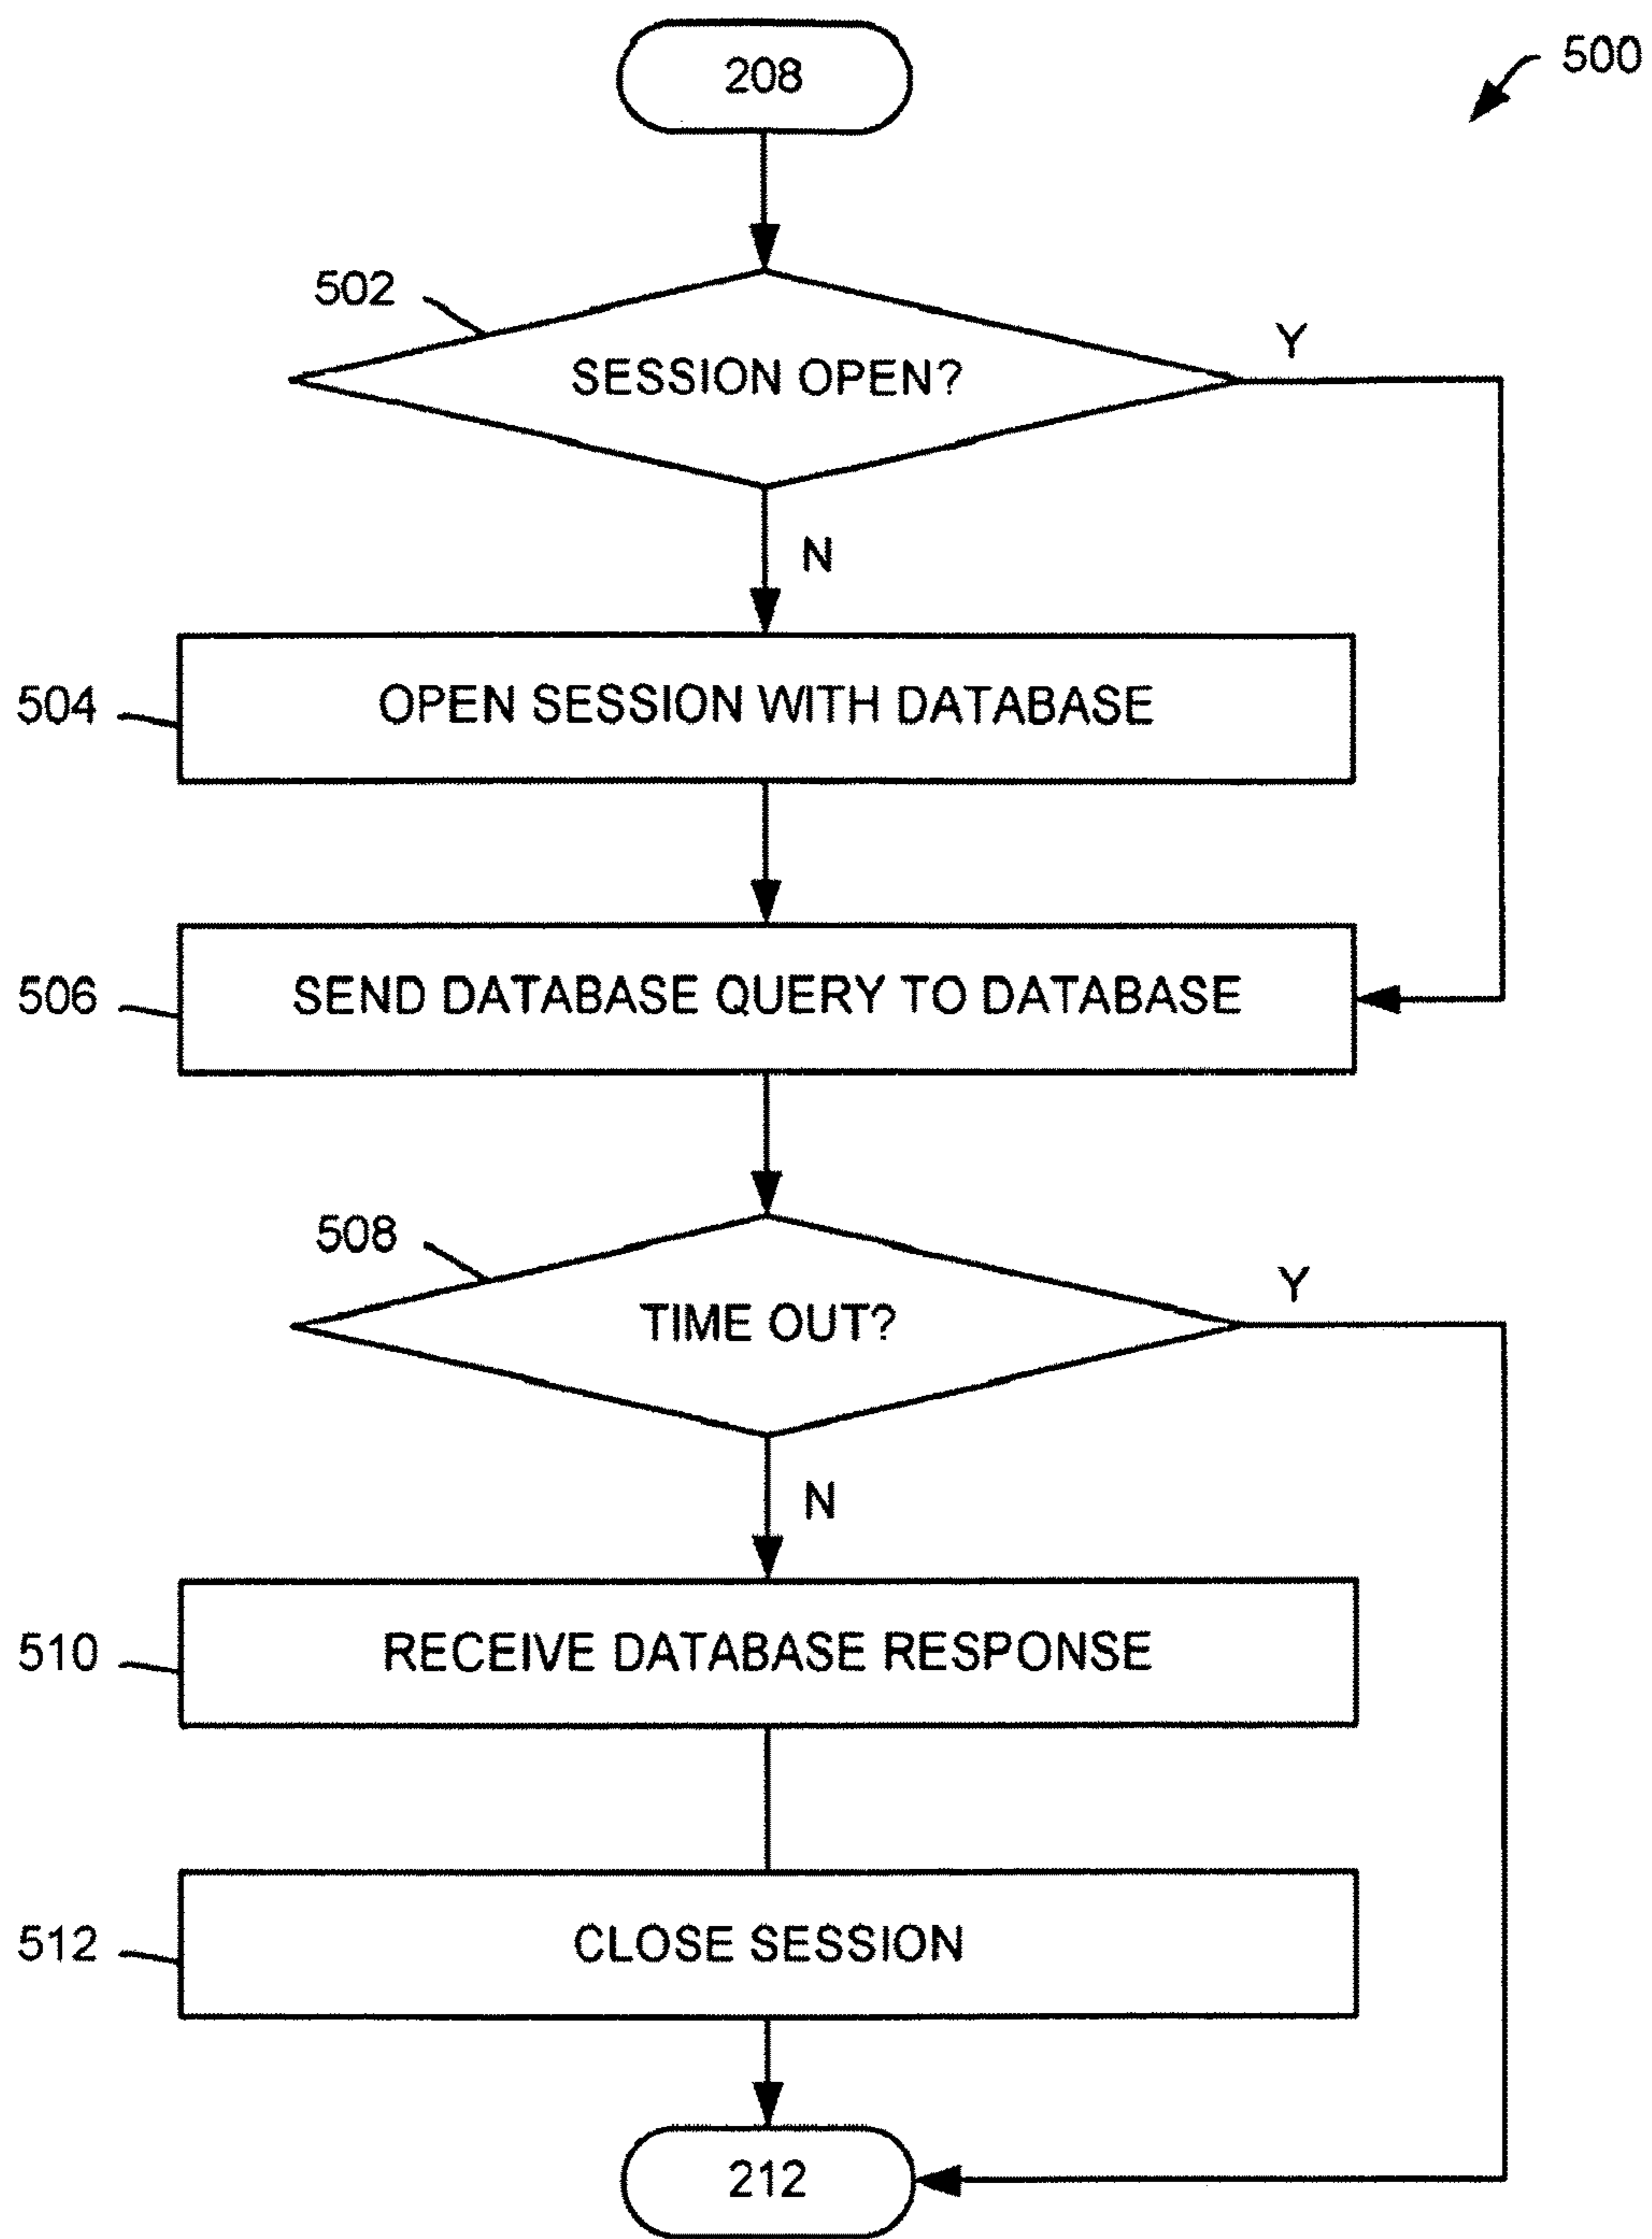 208
500
502
SESSION OPEN?
Y
N
504
OPEN SESSION WITH DATABASE
506
SEND DATABASE QUERY TO DATABASE
508
TIME OUT?
Y
N
510
RECEIVE DATABASE RESPONSE
512
CLOSE SESSION
212